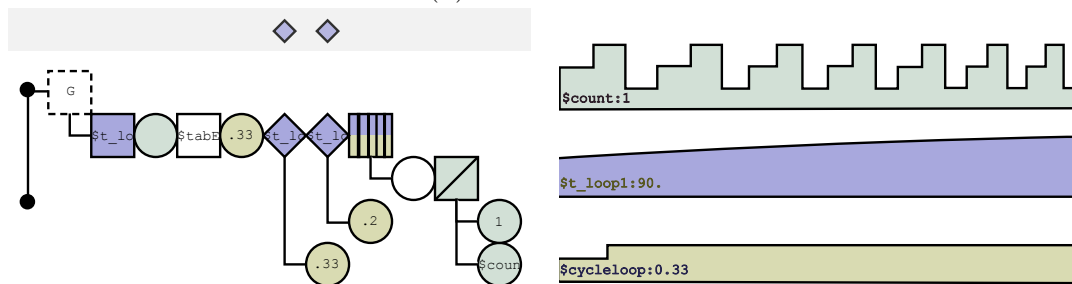 G
$t_lo
$tabE
.33
$t_lo
$t_lo
.2
1
.33
$coun
$count:1
$t_loop1:90.
$cycleloop:0.33